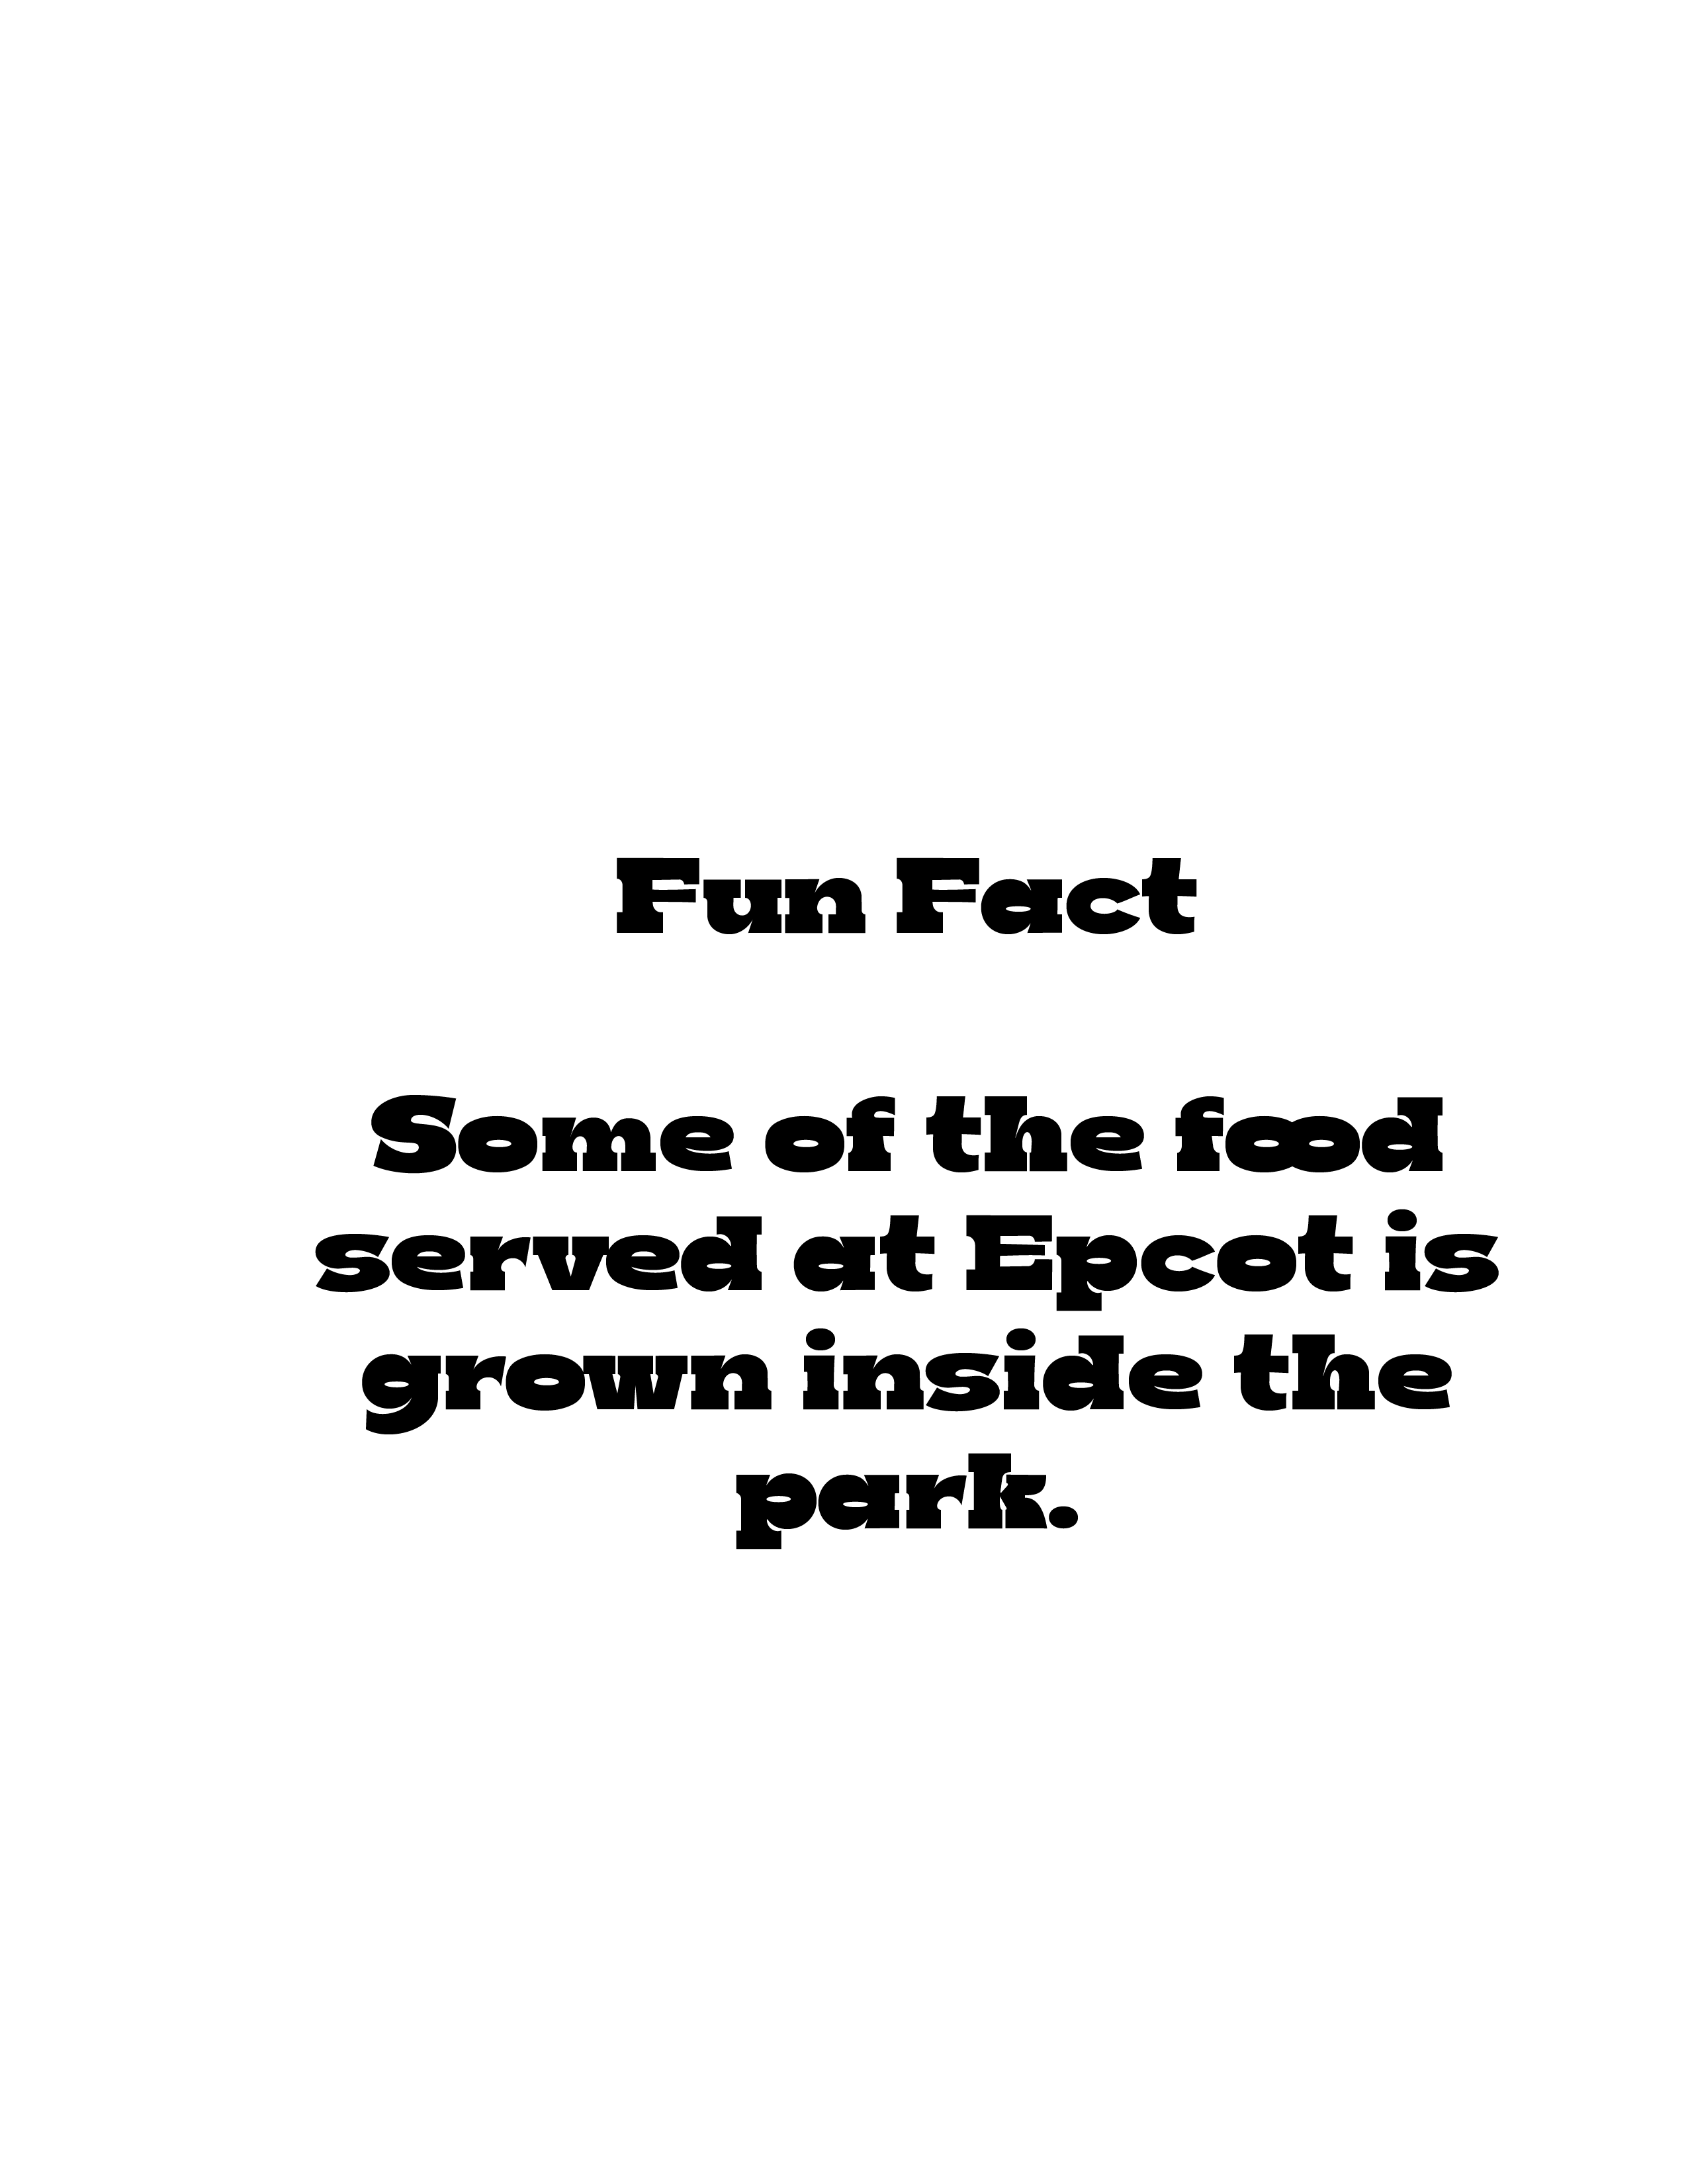 Fun Fact
Some of the food
served at Epcot is
grown inside the
park.